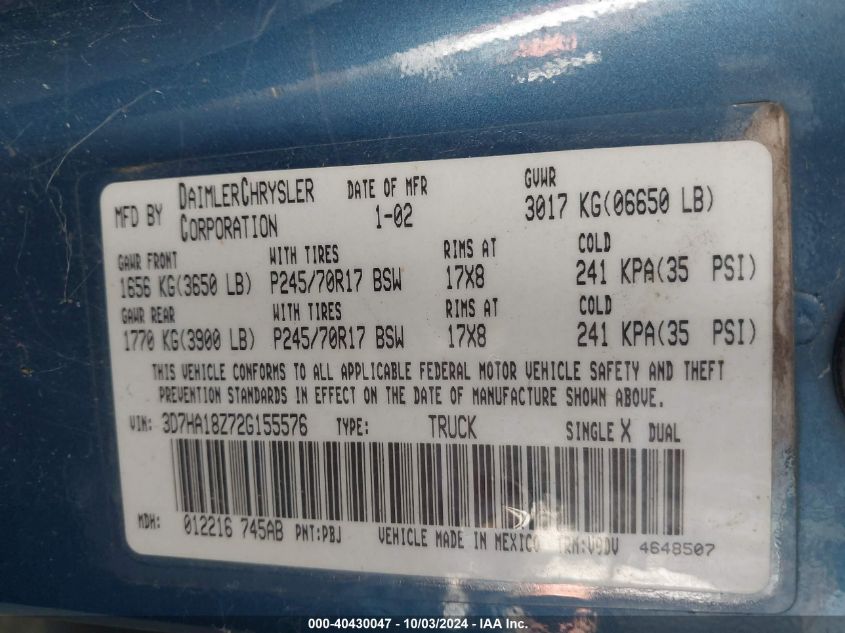 MFD BY DAIMLERCHRYSLER CORPORATION DATE OF MFR 1-02 GVWR 3017 KG(06650 LB)
GAWR FRONT WITH TIRES RIMS AT COLD
1656 KG(3650 LB) P245/70R17 BSW 17X8 241 KPA(35 PSI)
GAWR REAR WITH TIRES RIMS AT COLD
1770 KG(3900 LB) P245/70R17 BSW 17X8 241 KPA(35 PSI)
THIS VEHICLE CONFORMS TO ALL APPLICABLE FEDERAL MOTOR VEHICLE SAFETY AND THEFT
PREVENTION STANDARDS IN EFFECT ON THE DATE OF MANUFACTURE SHOWN ABOVE.
VIN: 3D7HA18Z72G155576 TYPE: TRUCK SINGLE X DUAL
MDH: 012216 745AB PNT:PBJ VEHICLE MADE IN MEXICO TRM:V9DV 4648507
000-40430047 - 10/03/2024 - IAA Inc.